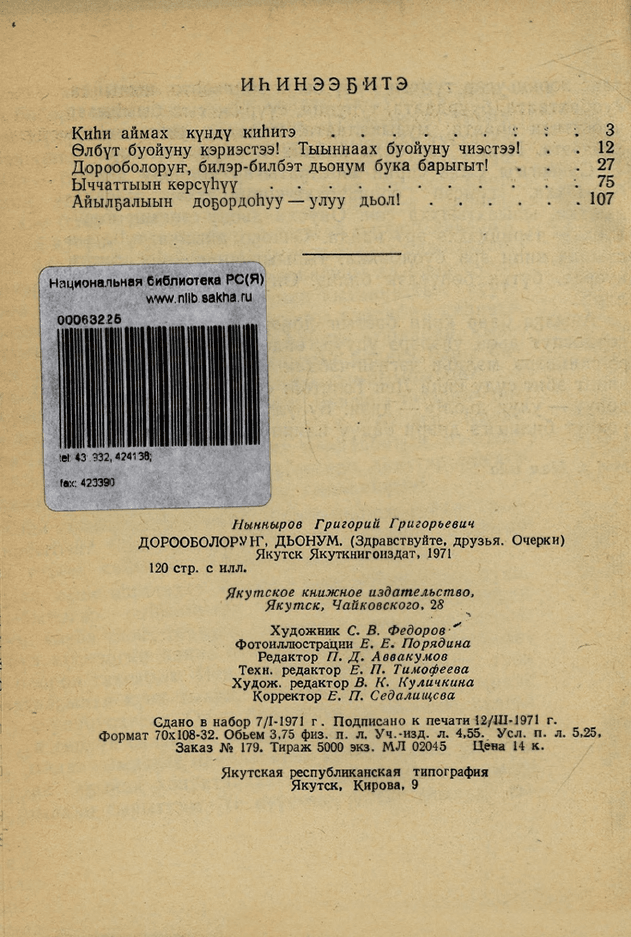 ИҺИНЭЭҔИТЭ
Киһи аймах күндү киһитэ . . . . . . . . . 3
Өлбүт буойуну кэриэстээ! Тыыннаах буойуну чиэстээ! . . 12
Дорооболоруҥ, билэр-билбэт дьонум бука барыгыт! . . . 27
Ыччаттыын көрсүһүү . . . . . . . . . . . 75
Айылҕалыын доҕордоһуу — улуу дьол! . . . . . . 107
Национальная библиотека РС(Я)
www.nlib.sakha.ru
00063225
tel: 43 932, 424138;
fax: 423390
Ныкныров Григорий Григорьевич
ДОРООБОЛОРУҤ, ДЬОНУМ. (Здравствуйте, друзья. Очерки)
Якутск Якуткнигоиздат, 1971
120 стр. с илл.
Якутское книжное издательство,
Якутск, Чайковского, 28
Художник С. В. Федоров
Фотоиллюстрации Е. Е. Порядина
Редактор П. Д. Аввакумов
Техн. редактор Е. П. Тимофеева
Худож. редактор В. К. Куличкина
Корректор Е. П. Седалищева
Сдано в набор 7/I-1971 г. Подписано к печати 12/III-1971 г.
Формат 70х108-32. Обьем 3,75 физ. п. л. Уч.-изд. л. 4,55. Усл. п. л. 5,25,
Заказ № 179. Тираж 5000 экз. МЛ 02045 Цена 14 к.
Якутская республиканская типография
Якутск, Кирова, 9